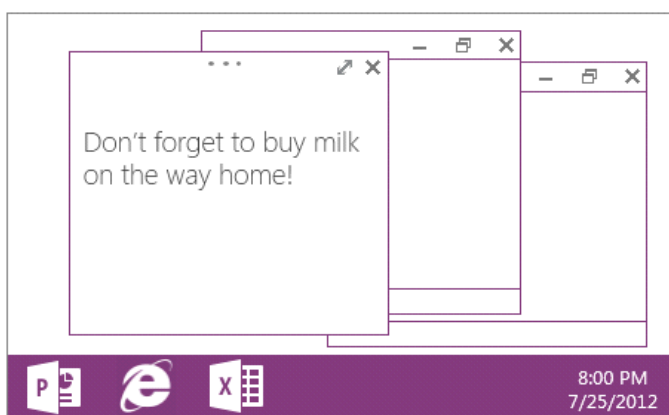 Don't forget to buy milk
on the way home!
P
X
8:00 PM
7/25/2012